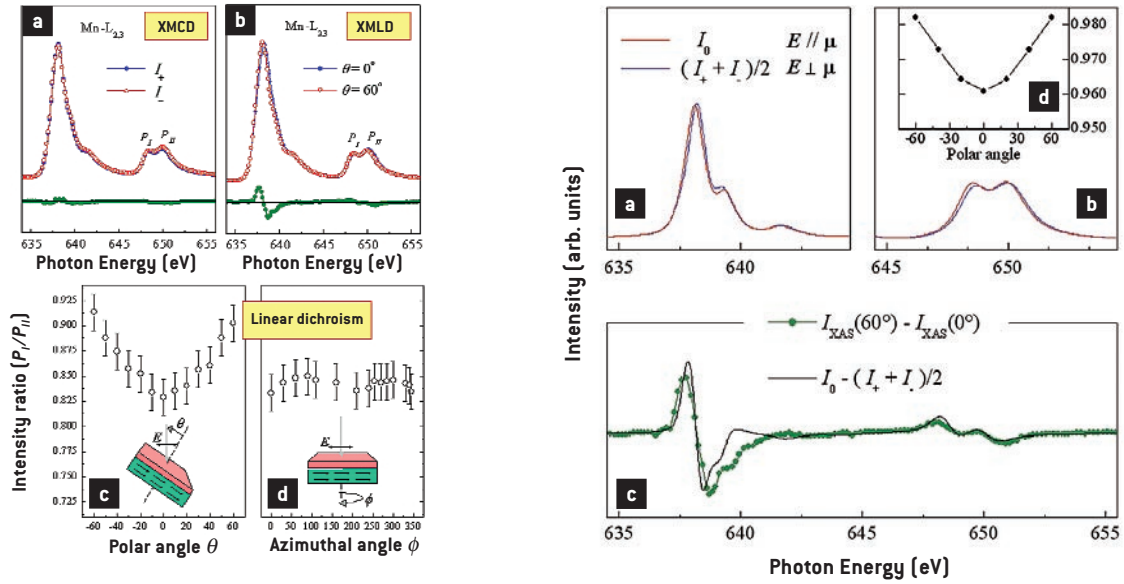 a
Mn-L2,3
XMCD
I+
I-
PI
PII
635 640 645 650 655
Photon Energy (eV)
b
Mn-L2,3
XMLD
θ= 0°
θ= 60°
PI
PII
635 640 645 650 655
Photon Energy (eV)
Intensity ratio (PI/PII)
0.925
0.900
0.875
0.850
0.825
0.800
0.775
0.750
0.725
Linear dichroism
E
θ
c
-60 -40 -20 0 20 40 60
Polar angle θ
E
ϕ
d
0 50 100 150 200 250 300 350
Azimuthal angle ϕ
Intensity (arb. units)
I0 E // μ
(I+ + I-)/2 E ⊥ μ
a
635 640
0.980
0.970
0.960
0.950
d
-60 -30 0 30 60
Polar angle
b
645 650
IXAS(60°) - IXAS(0°)
I0 - (I+ + I-)/2
c
635 640 645 650 655
Photon Energy (eV)